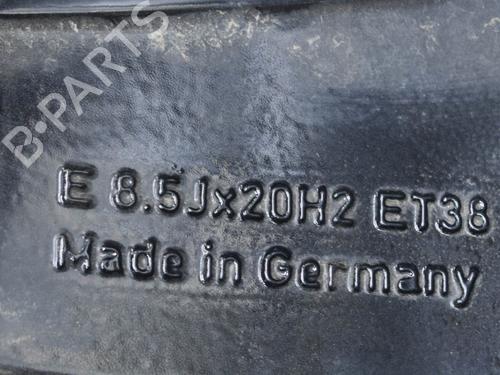 B-PARTS
E 8.5Jx20H2 ET38
Made in Germany